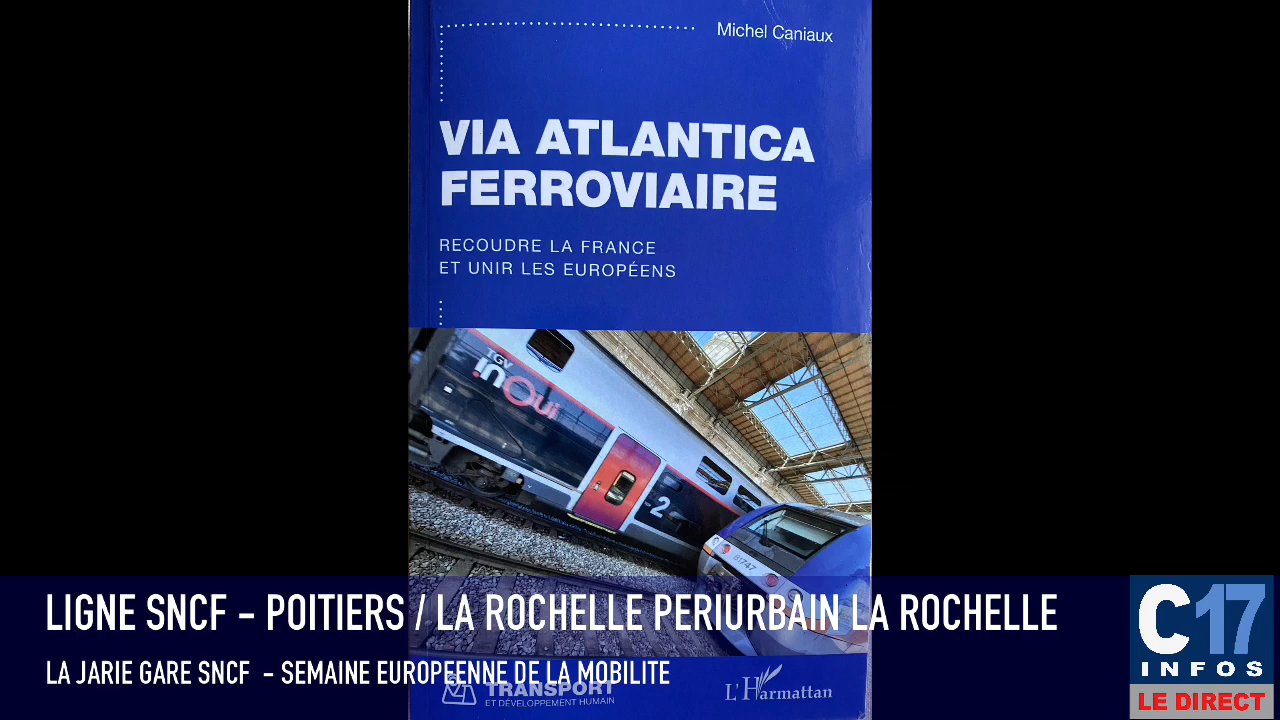 Michel Caniaux
VIA ATLANTICA
FERROVIAIRE
RECOUDRE LA FRANCE
ET UNIR LES EUROPÉENS
TGV
inOui
2
81747
LIGNE SNCF - POITIERS / LA ROCHELLE PERIURBAIN LA ROCHELLE
LA JARIE GARE SNCF - SEMAINE EUROPEENNE DE LA MOBILITE
TRANSPORT
ET DÉVELOPPEMENT HUMAIN
L'Harmattan
C17
INFOS
LE DIRECT